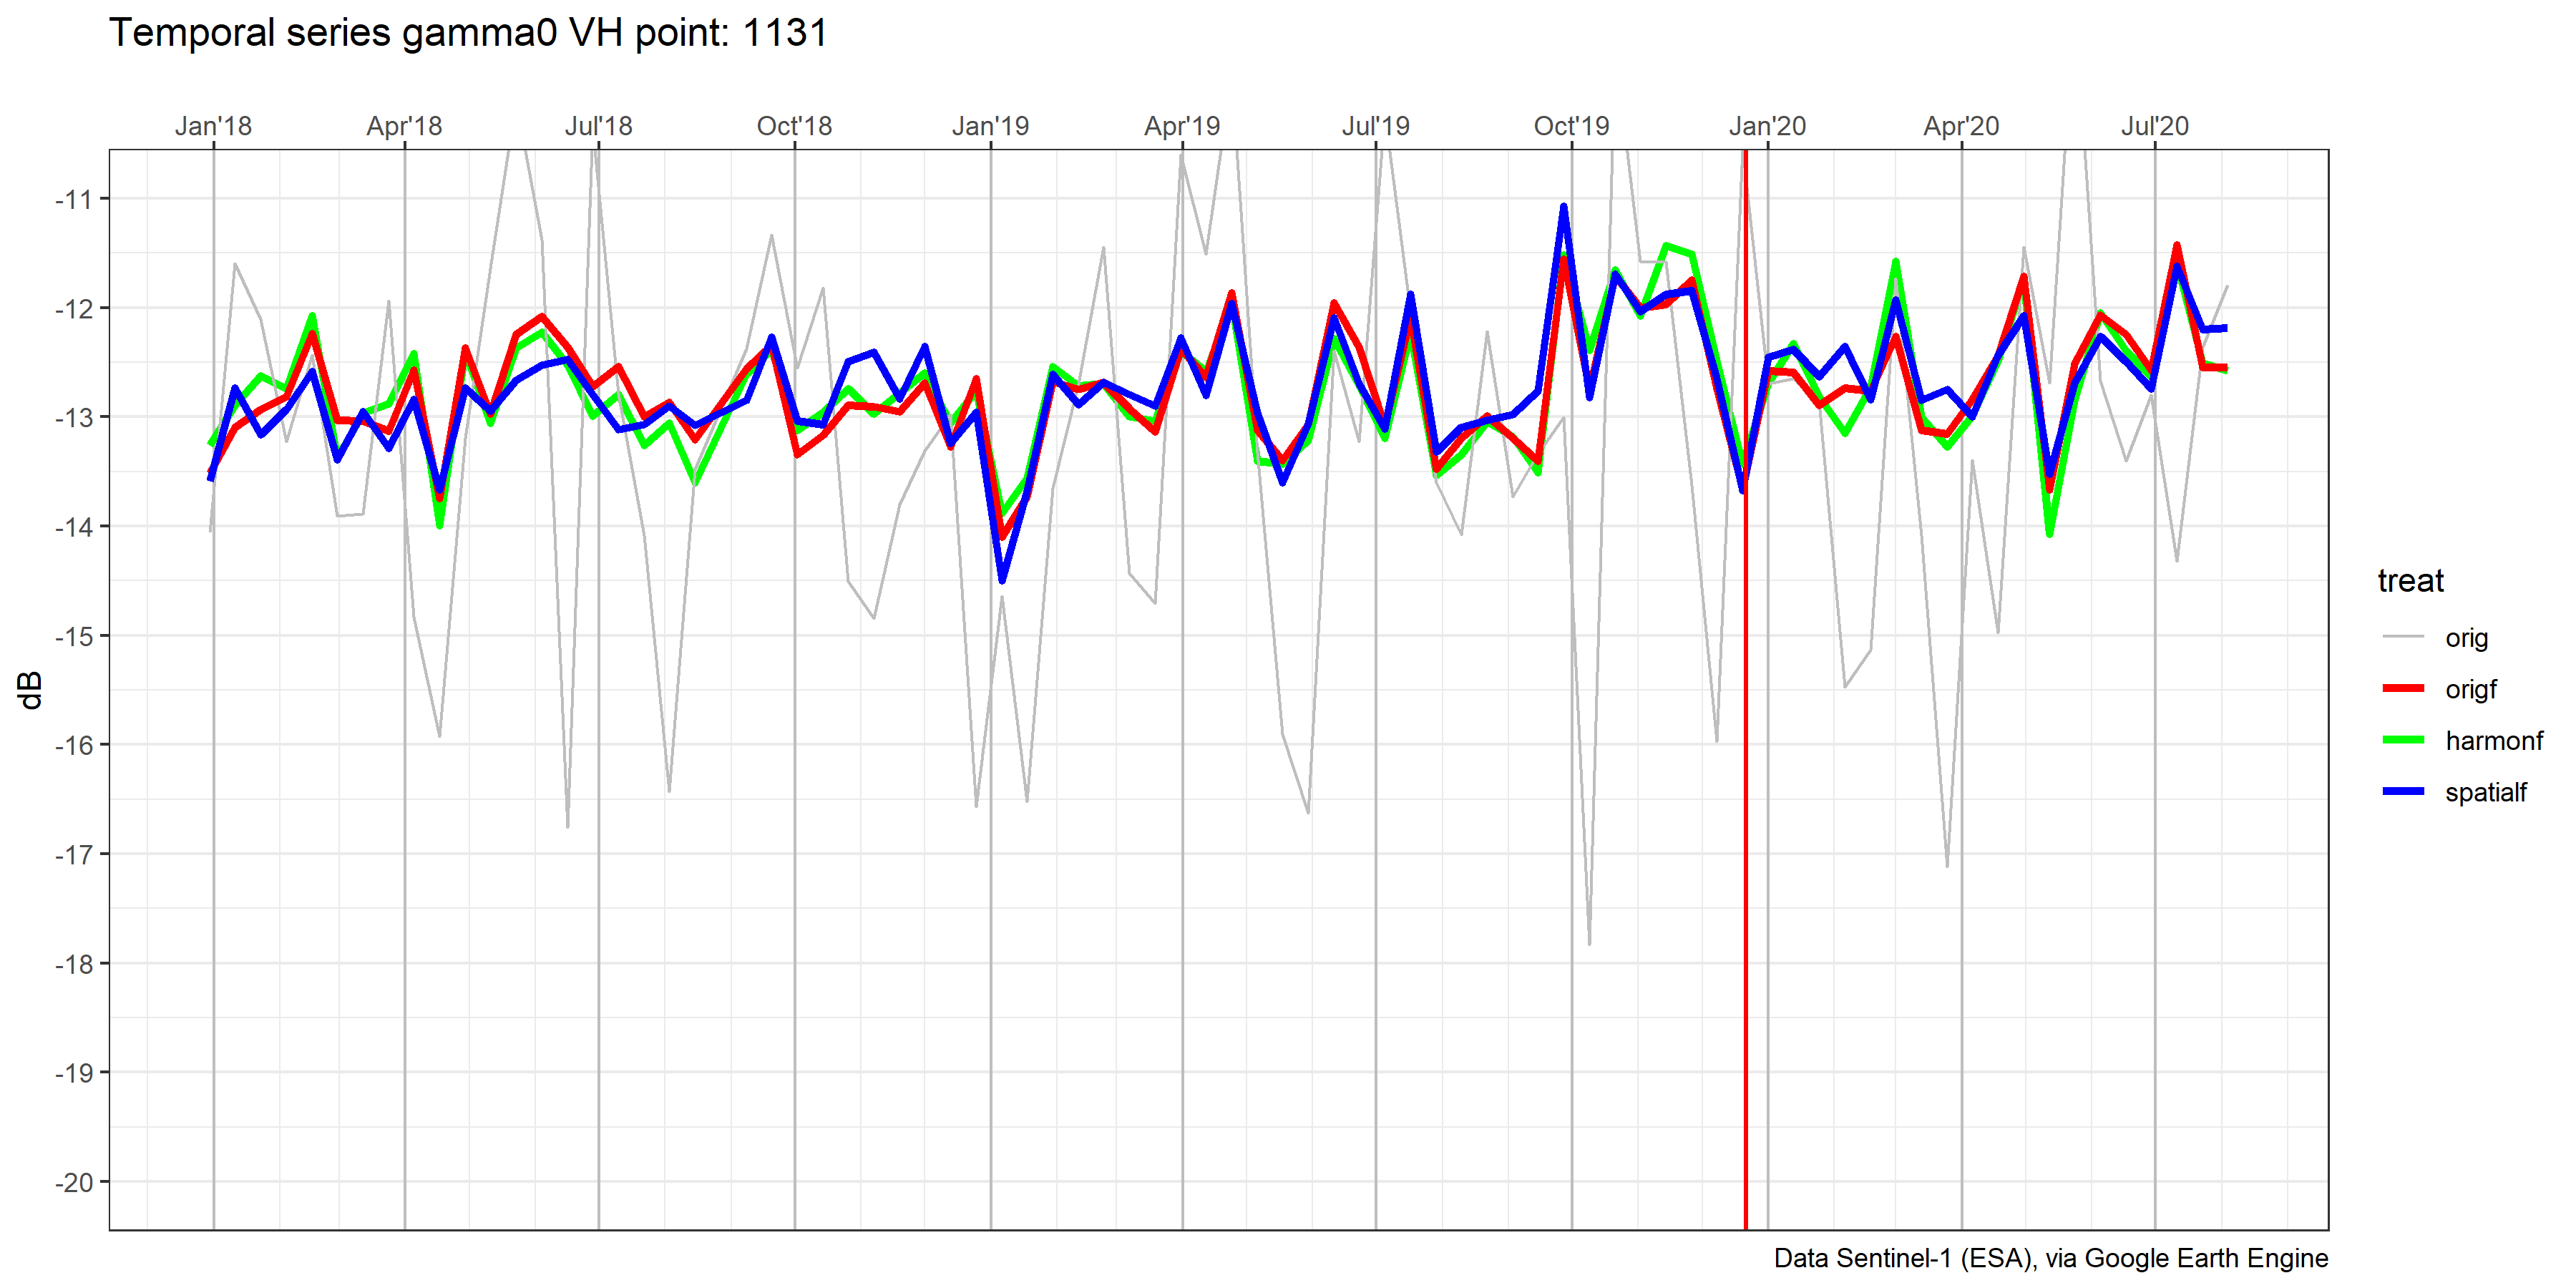 Temporal series gamma0 VH point: 1131
Jan'18 Apr'18 Jul'18 Oct'18 Jan'19 Apr'19 Jul'19 Oct'19 Jan'20 Apr'20 Jul'20
-11
-12
-13
-14
-15
-16
-17
-18
-19
-20
dB
treat
orig
origf
harmonf
spatialf
Data Sentinel-1 (ESA), via Google Earth Engine